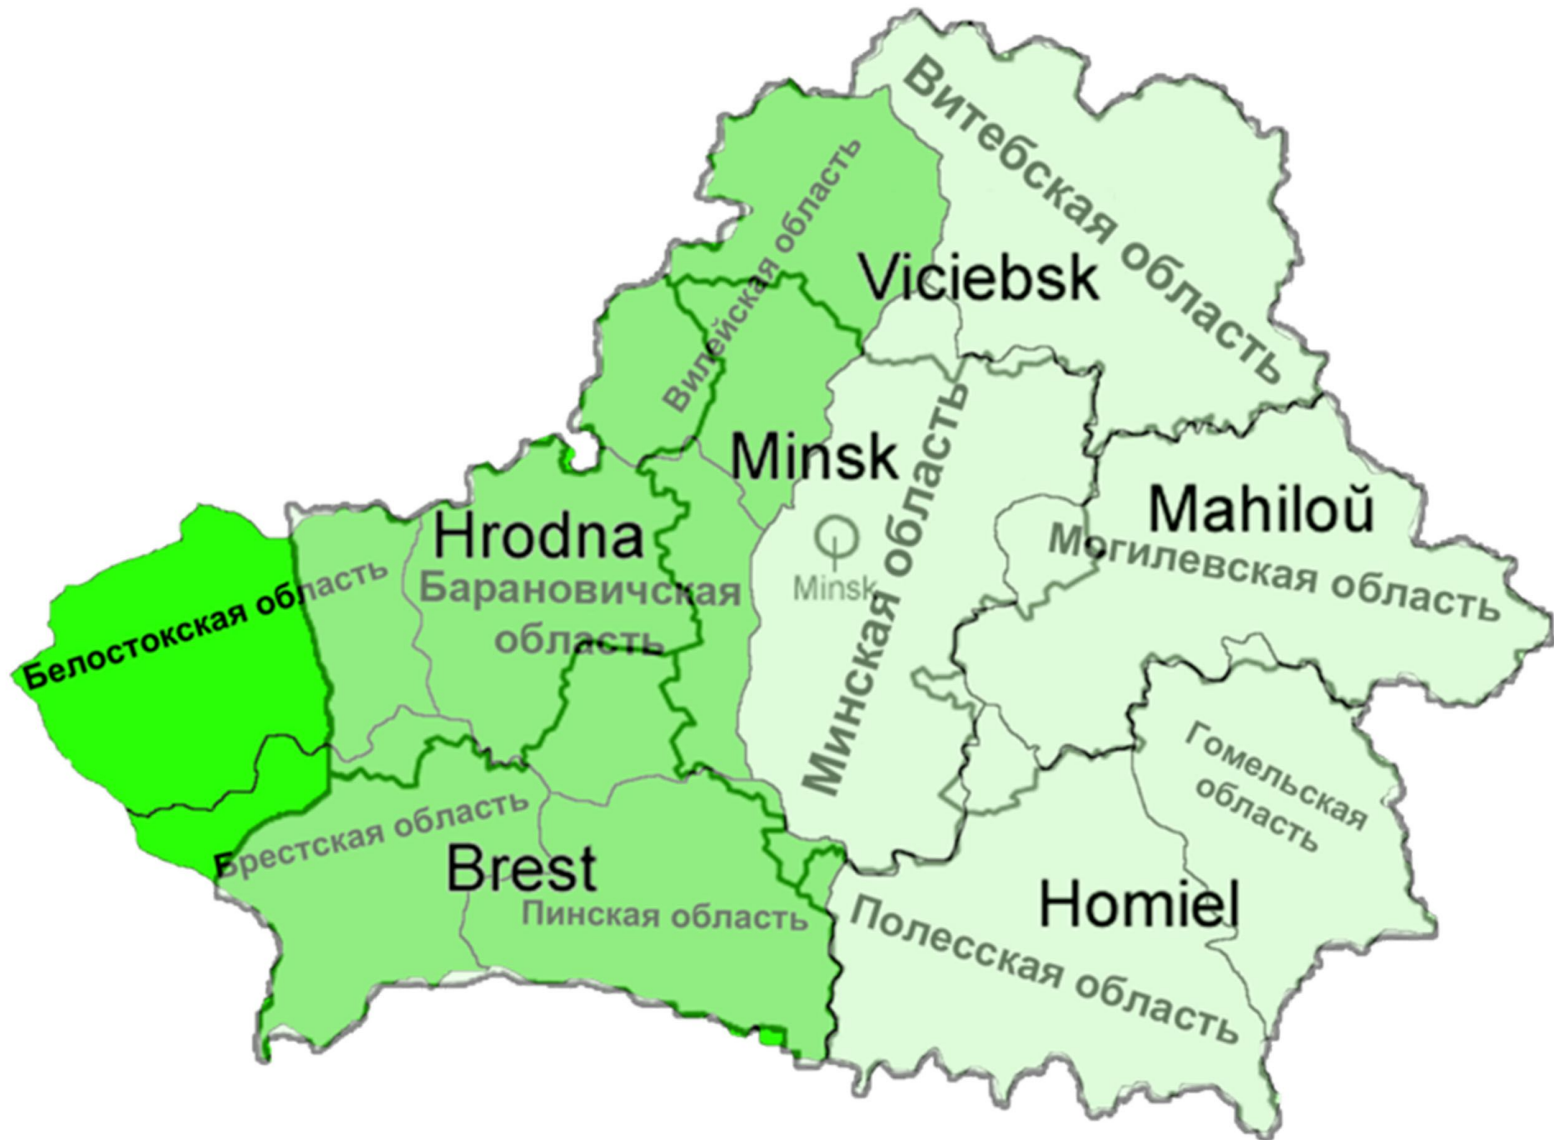 Витебская область
Вилейская область
Viciebsk
Minsk
Mahiloŭ
Hrodna
Могилевская область
Белостокская область
Барановичская
область
Minsk
Минская область
Гомельская
область
Брестская область
Brest
Пинская область
Homiel
Полесская область